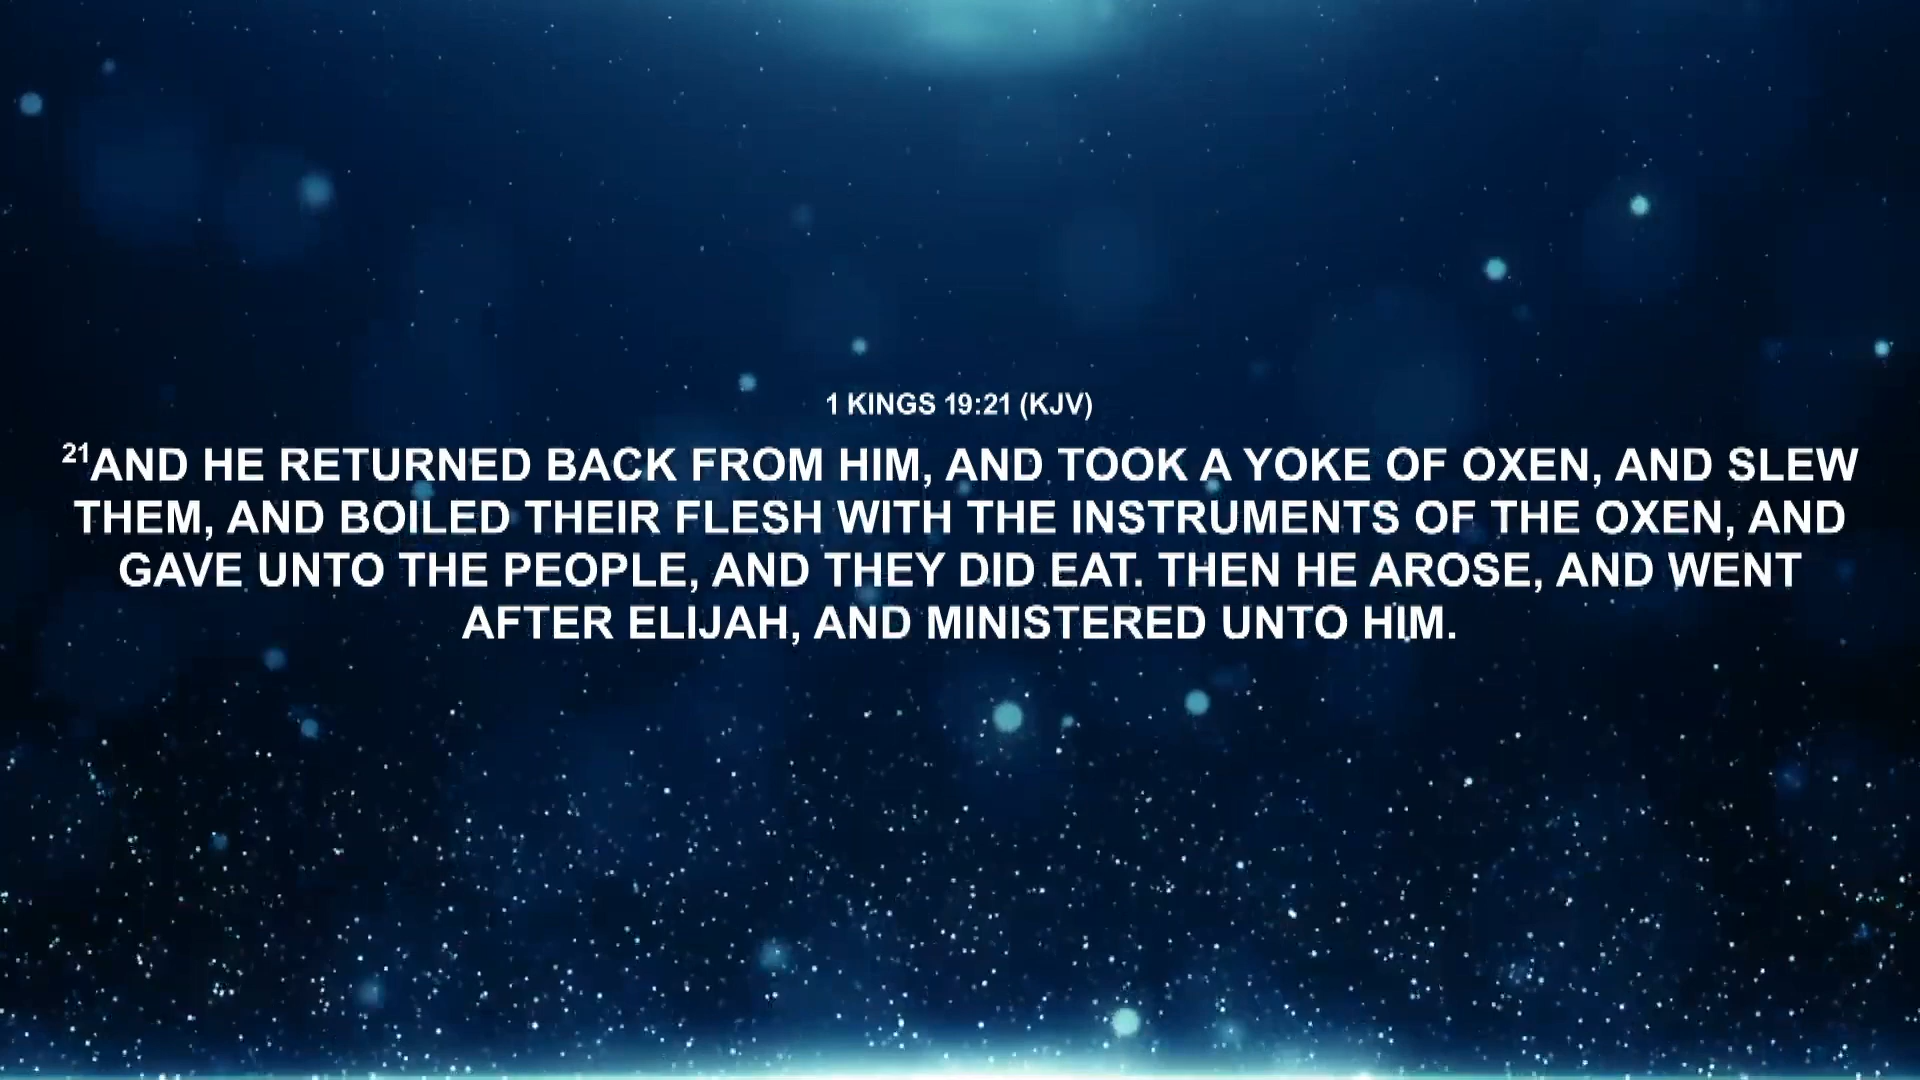 1 KINGS 19:21 (KJV)
21AND HE RETURNED BACK FROM HIM, AND TOOK A YOKE OF OXEN, AND SLEW
THEM, AND BOILED THEIR FLESH WITH THE INSTRUMENTS OF THE OXEN, AND
GAVE UNTO THE PEOPLE, AND THEY DID EAT. THEN HE AROSE, AND WENT
AFTER ELIJAH, AND MINISTERED UNTO HIM.